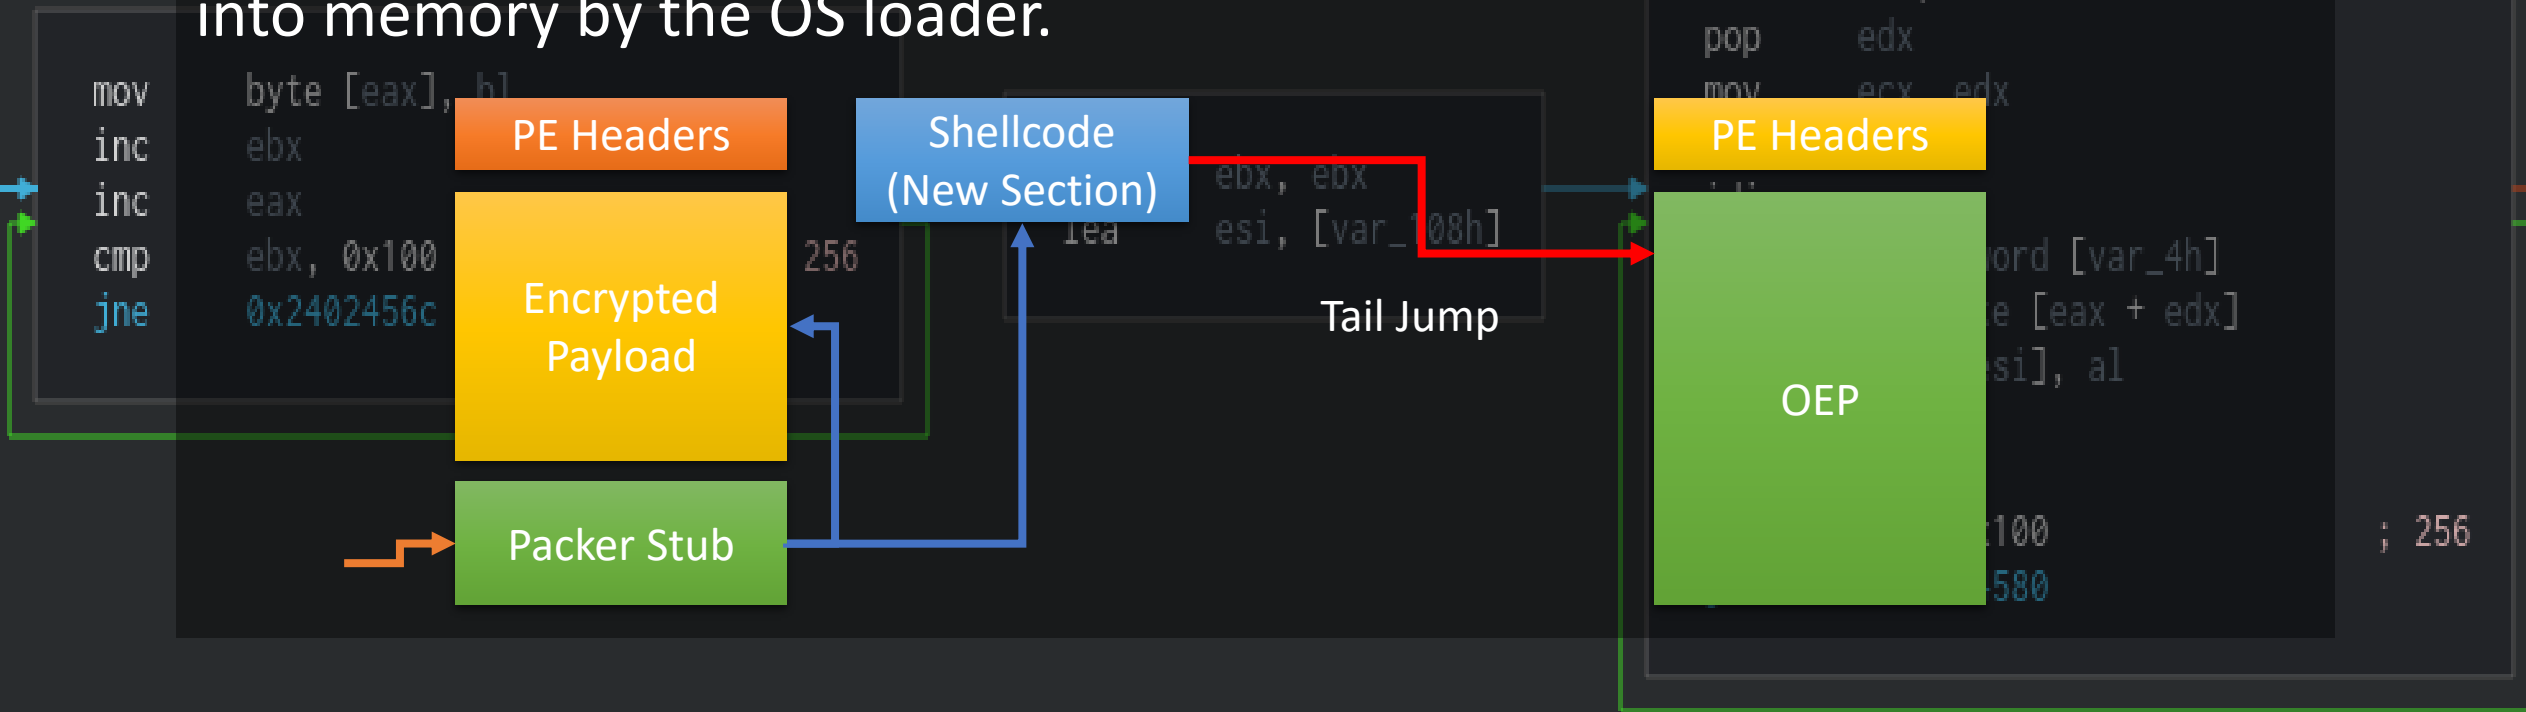 into memory by the OS loader.
mov byte [eax], bl
inc ebx
inc eax
cmp ebx, 0x100 256
jne 0x2402456c
PE Headers
Encrypted
Payload
Packer Stub
Shellcode
(New Section)
ebx, ebx
lea esi, [var_108h]
Tail Jump
pop edx
mov ecx, edx
PE Headers
[var_4h]
[eax + edx]
al
OEP
100 ; 256
580